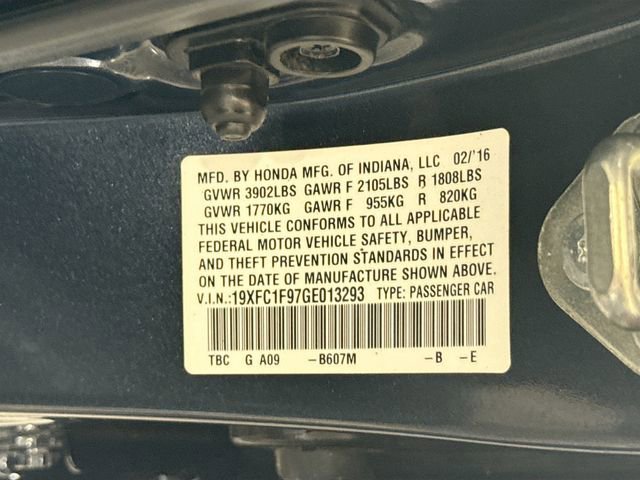 MFD. BY HONDA MFG. OF INDIANA, LLC 02/'16
GVWR 3902LBS GAWR F 2105LBS R 1808LBS
GVWR 1770KG GAWR F 955KG R 820KG
THIS VEHICLE CONFORMS TO ALL APPLICABLE
FEDERAL MOTOR VEHICLE SAFETY, BUMPER,
AND THEFT PREVENTION STANDARDS IN EFFECT
ON THE DATE OF MANUFACTURE SHOWN ABOVE.
V.I.N.:19XFC1F97GE013293 TYPE: PASSENGER CAR
TBC G A09 -B607M -B -E